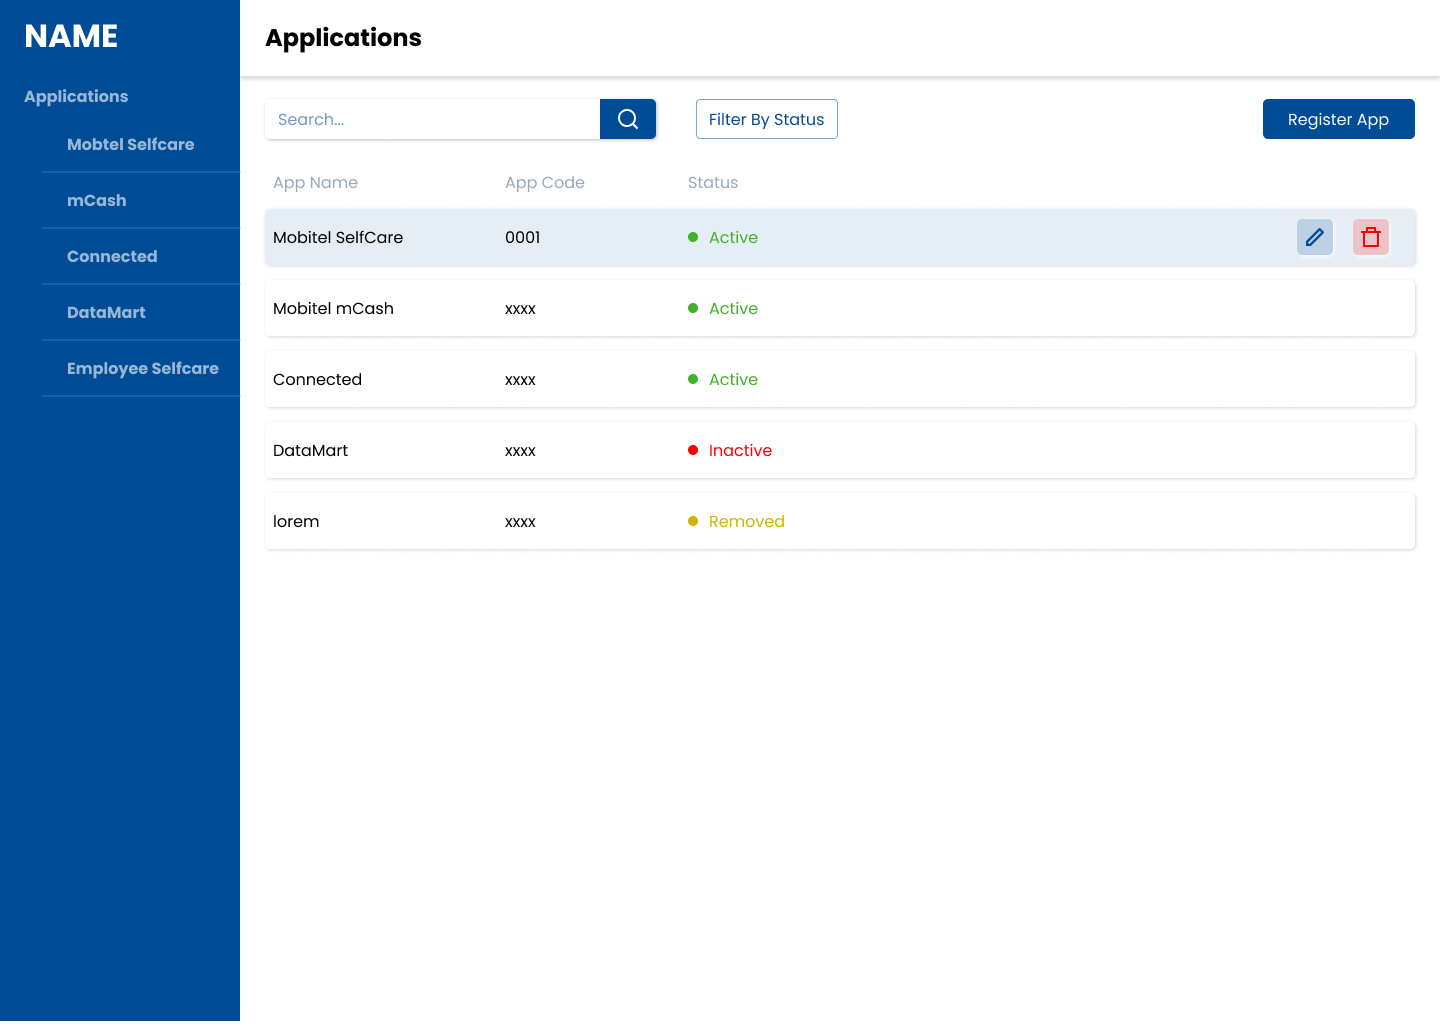 NAME
Applications
Mobtel Selfcare
mCash
Connected
DataMart
Employee Selfcare
Applications
Search...
Filter By Status
Register App
App Name App Code Status
Mobitel SelfCare 0001 Active
Mobitel mCash xxxx Active
Connected xxxx Active
DataMart xxxx Inactive
lorem xxxx Removed